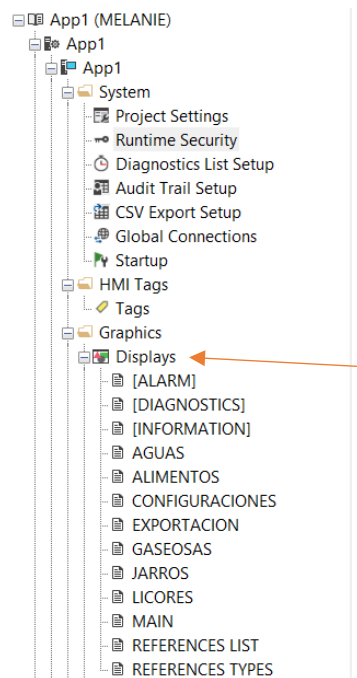 App1 (MELANIE)
App1
App1
System
Project Settings
Runtime Security
Diagnostics List Setup
Audit Trail Setup
CSV Export Setup
Global Connections
Startup
HMI Tags
Tags
Graphics
Displays
[ALARM]
[DIAGNOSTICS]
[INFORMATION]
AGUAS
ALIMENTOS
CONFIGURACIONES
EXPORTACION
GASEOSAS
JARROS
LICORES
MAIN
REFERENCES LIST
REFERENCES TYPES